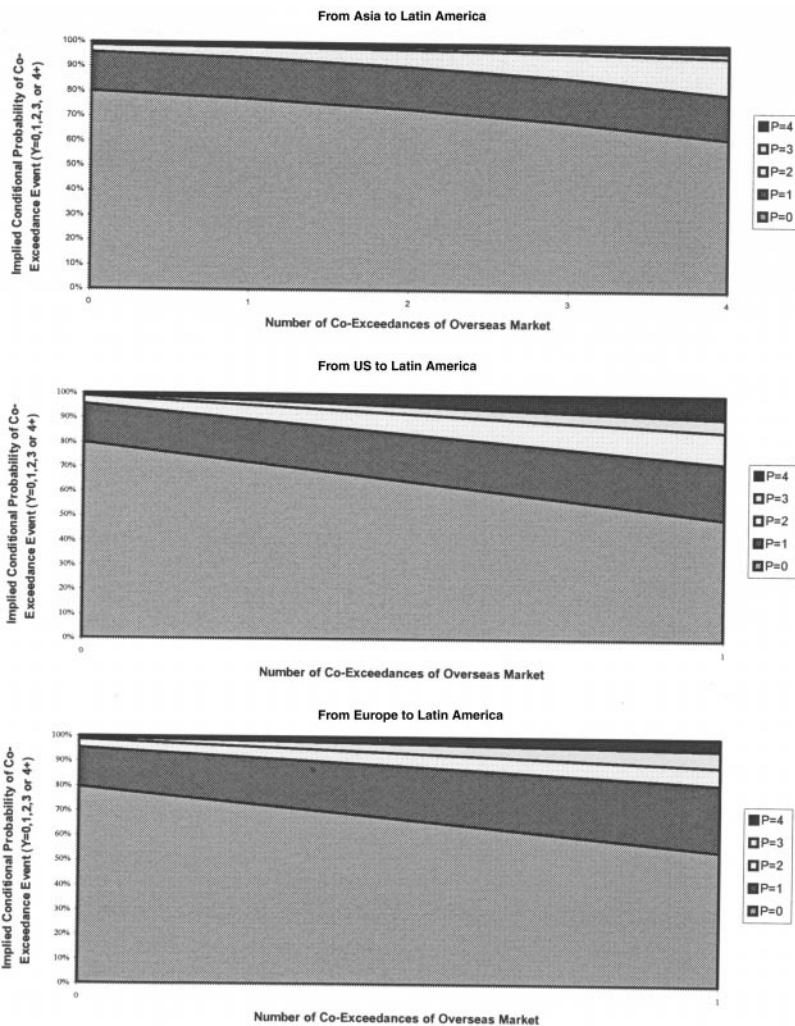 From Asia to Latin America
Implied Conditional Probability of Co-
Exceedance Event (Y=0,1,2,3, or 4+)
100%
90%
80%
70%
60%
50%
40%
30%
20%
10%
0%
0
1
2
3
4
Number of Co-Exceedances of Overseas Market
P=4
P=3
P=2
P=1
P=0
From US to Latin America
Implied Conditional Probability of Co-
Exceedance Event (Y=0,1,2,3 or 4+)
100%
90%
80%
70%
60%
50%
40%
30%
20%
10%
0%
0
1
Number of Co-Exceedances of Overseas Market
P=4
P=3
P=2
P=1
P=0
From Europe to Latin America
Implied Conditional Probability of Co-
Exceedance Event (Y=0,1,2,3 or 4+)
100%
90%
80%
70%
60%
50%
40%
30%
20%
10%
0%
0
1
Number of Co-Exceedances of Overseas Market
P=4
P=3
P=2
P=1
P=0